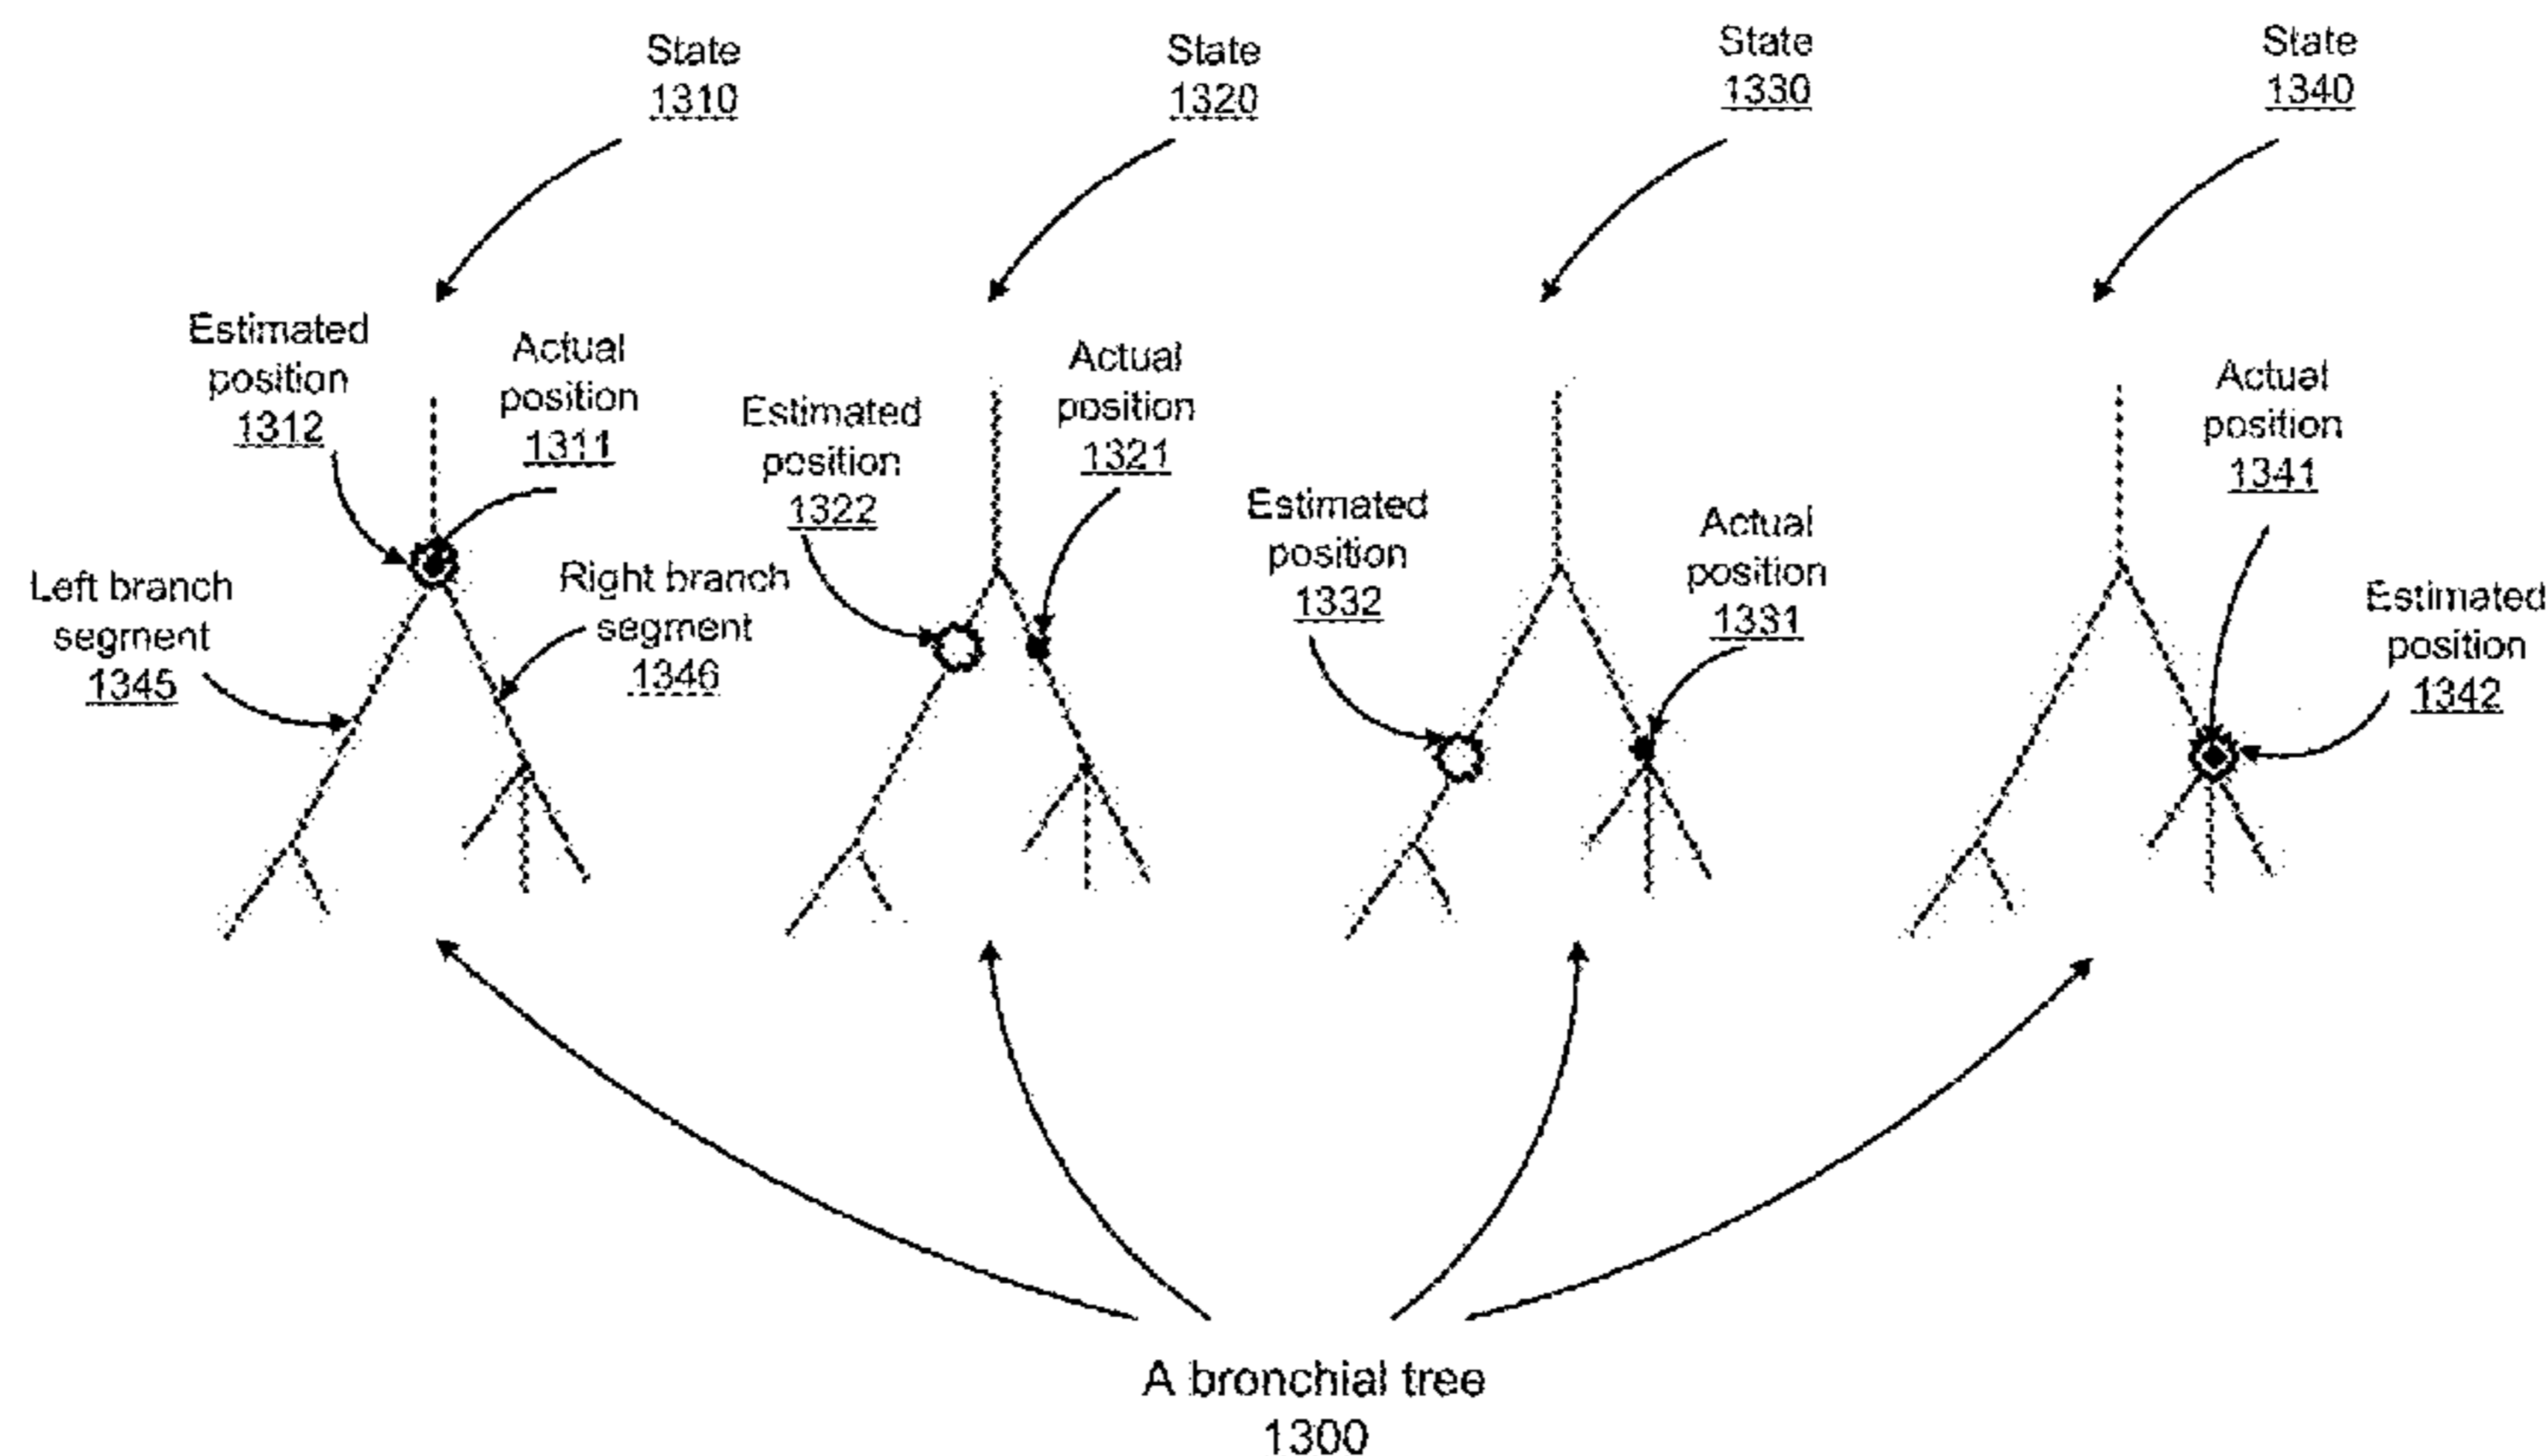 State
1310
State
1320
State
1330
State
1340
Estimated
position
1312
Actual
position
1311
Left branch
segment
1345
Right branch
segment
1346
Estimated
position
1322
Actual
position
1321
Estimated
position
1332
Actual
position
1331
Actual
position
1341
Estimated
position
1342
A bronchial tree
1300